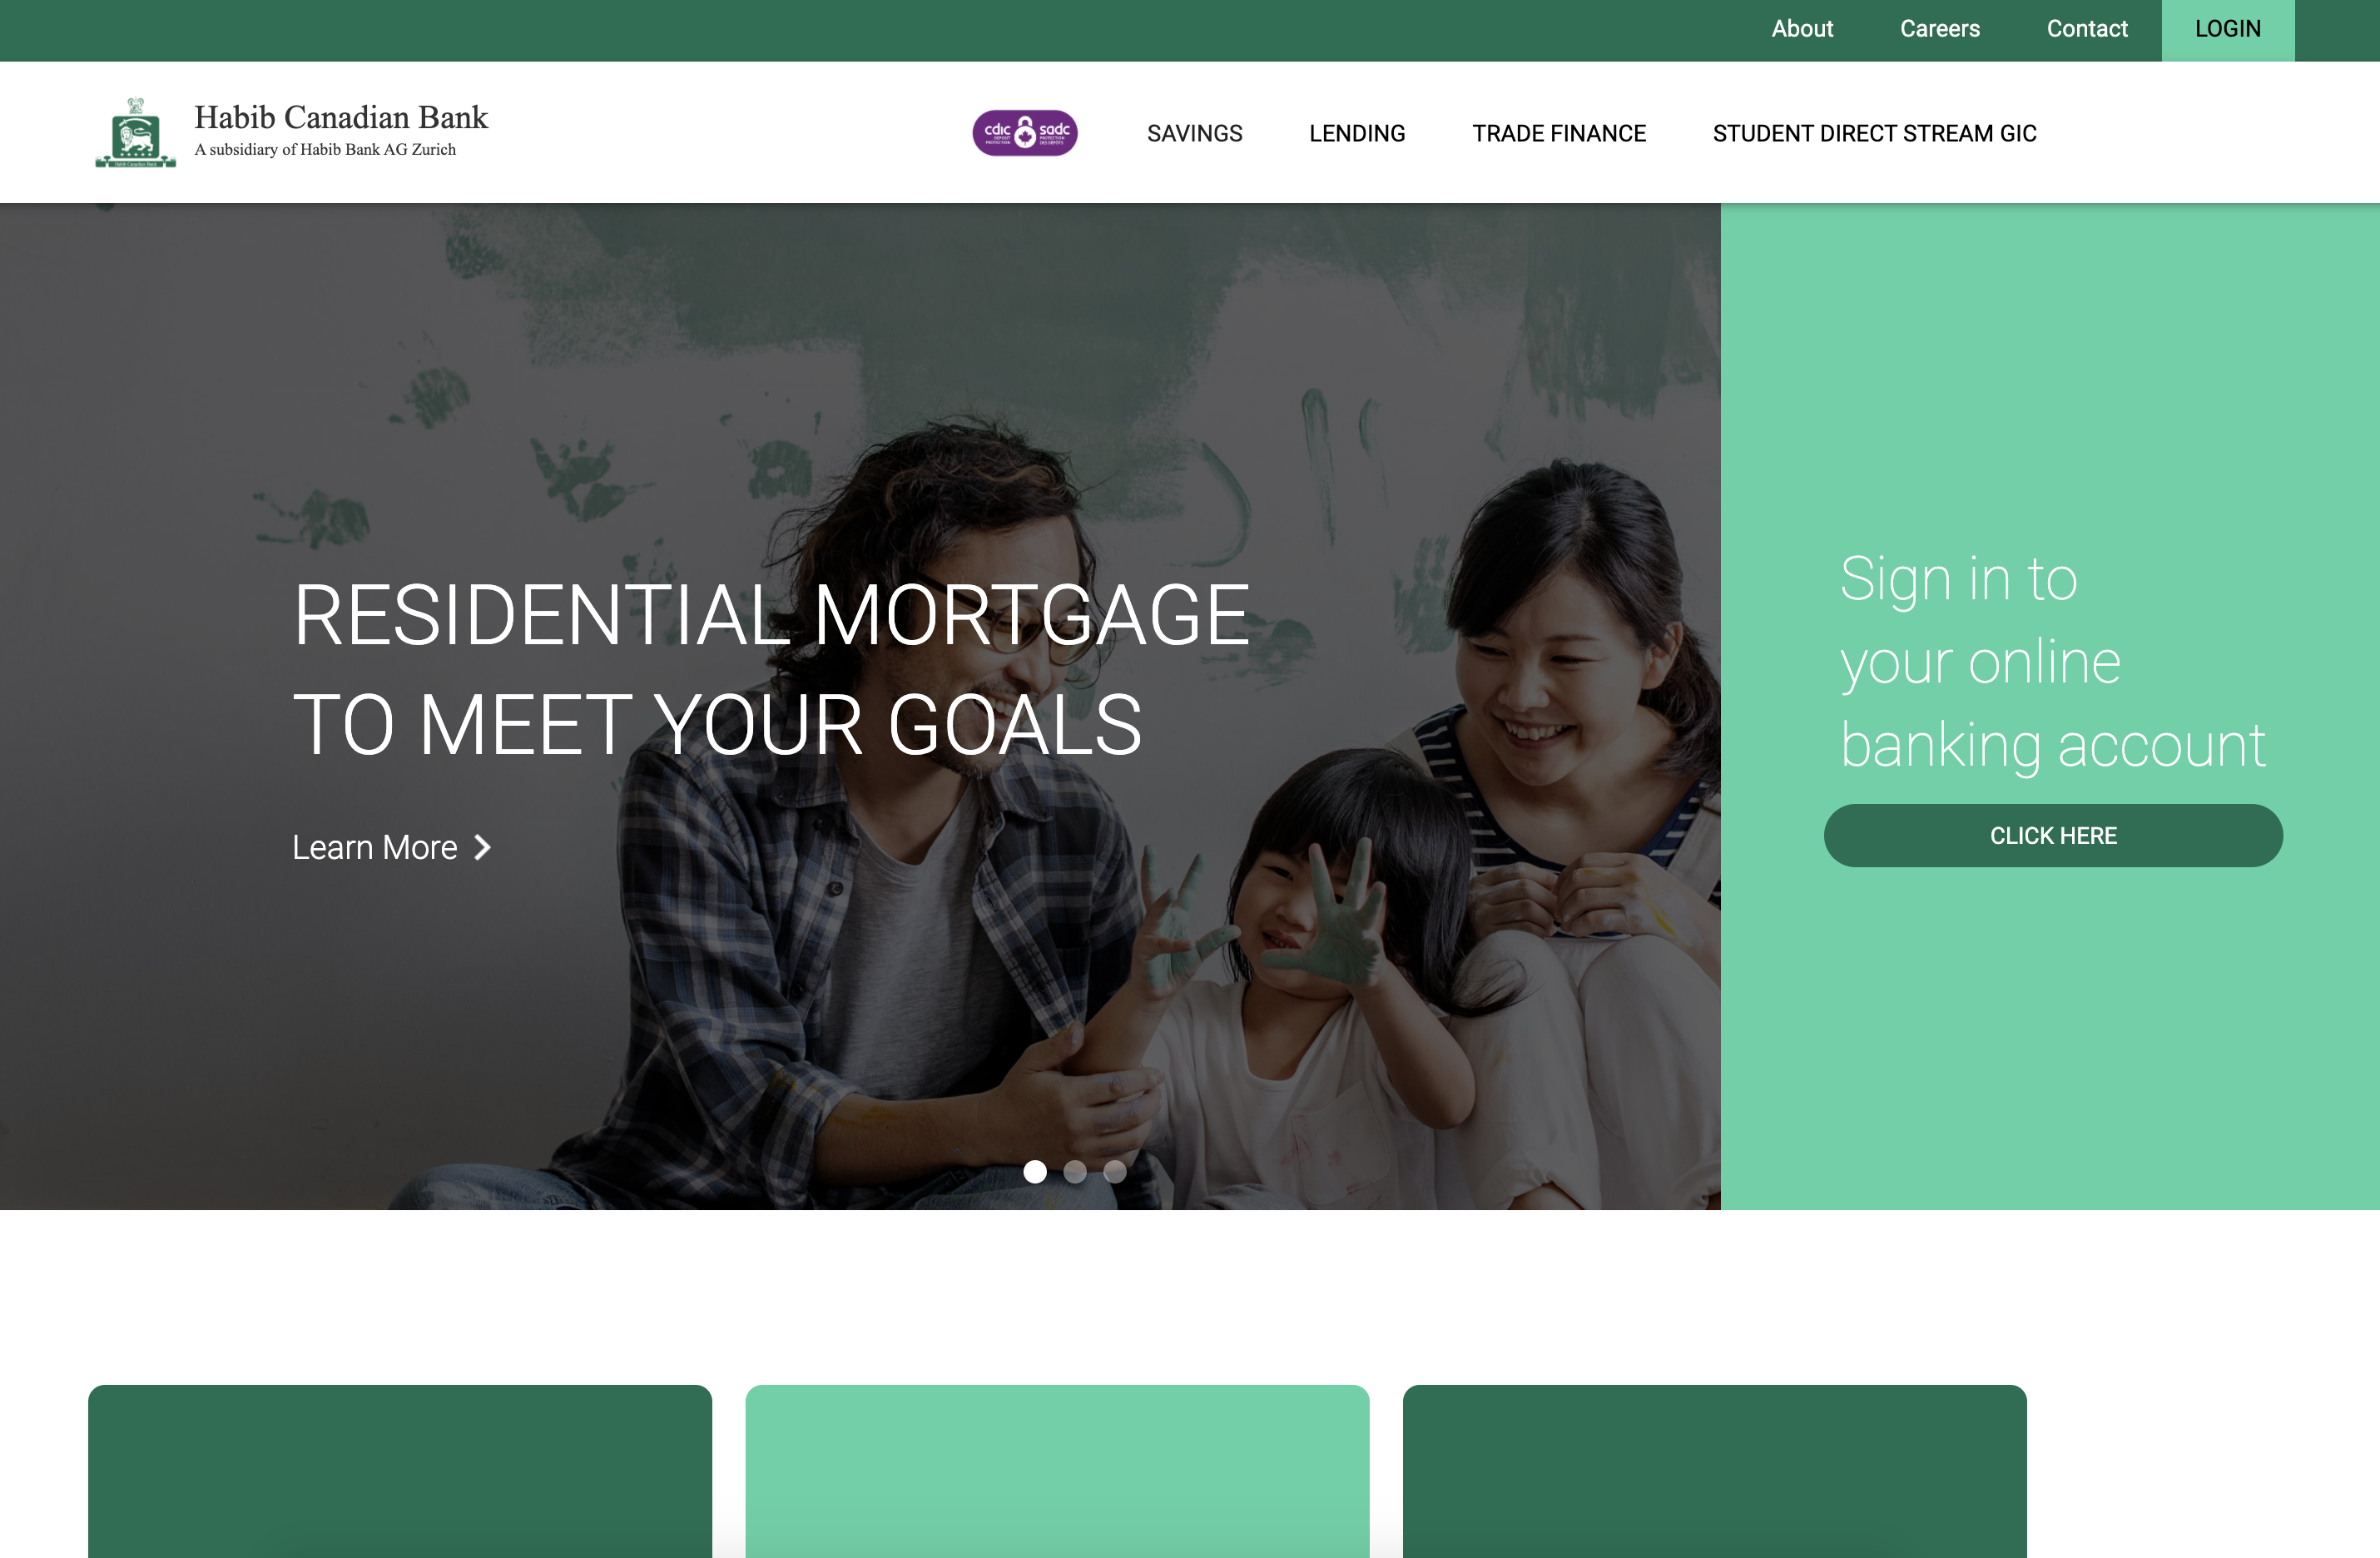 About Careers Contact LOGIN
Habib Canadian Bank
A subsidiary of Habib Bank AG Zurich
cdic sadc
SAVINGS LENDING TRADE FINANCE STUDENT DIRECT STREAM GIC
RESIDENTIAL MORTGAGE
TO MEET YOUR GOALS
Learn More
Sign in to
your online
banking account
CLICK HERE